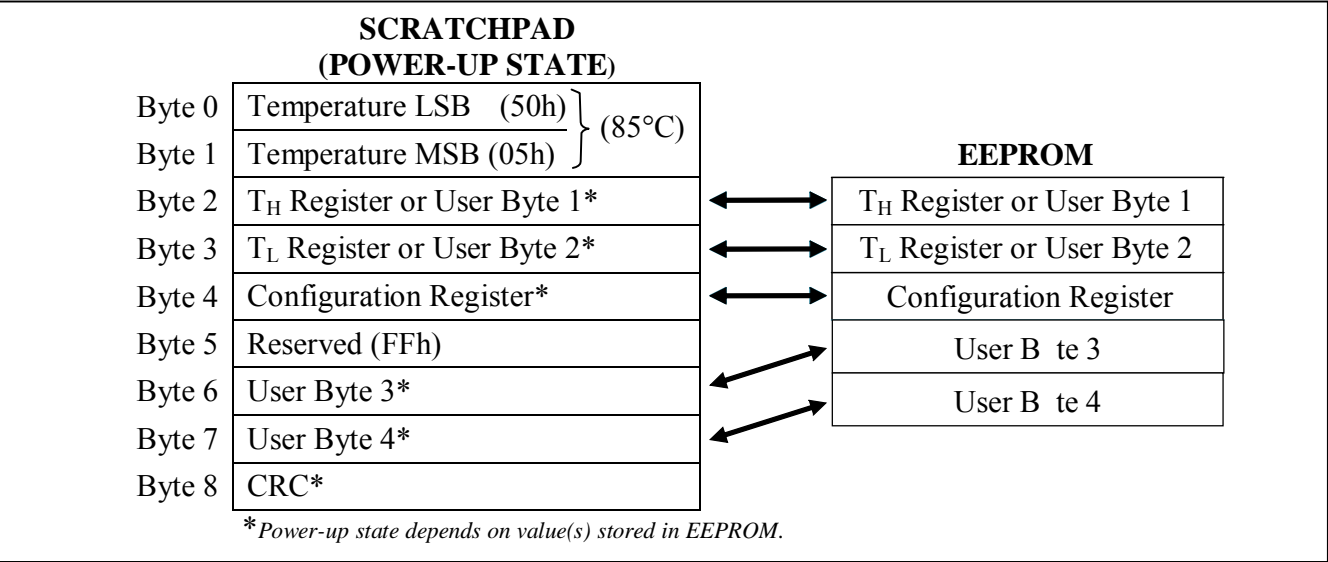 SCRATCHPAD
(POWER-UP STATE)
Byte 0 Temperature LSB (50h)
(85°C)
Byte 1 Temperature MSB (05h)
EEPROM
Byte 2 T_H Register or User Byte 1* T_H Register or User Byte 1
Byte 3 T_L Register or User Byte 2* T_L Register or User Byte 2
Byte 4 Configuration Register* Configuration Register
Byte 5 Reserved (FFh)
User B te 3
Byte 6 User Byte 3*
User B te 4
Byte 7 User Byte 4*
Byte 8 CRC*
*Power-up state depends on value(s) stored in EEPROM.